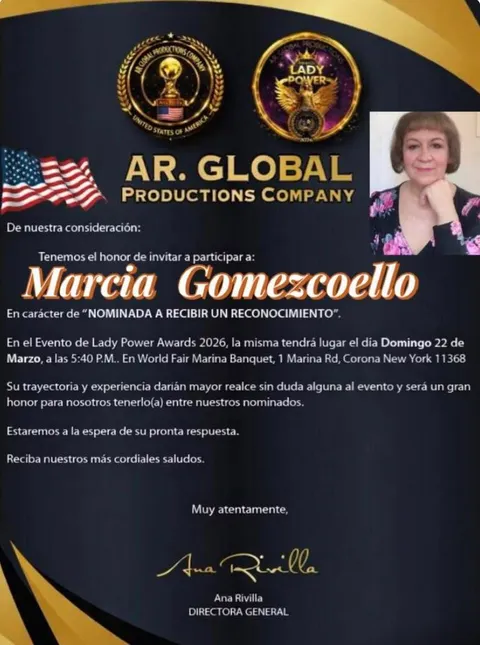 AR. GLOBAL PRODUCTIONS COMPANY
UNITED STATES OF AMERICA
LADY
POWER
AR. GLOBAL
PRODUCTIONS COMPANY
De nuestra consideración:
Tenemos el honor de invitar a participar a:
Marcia Gomezcoello
En carácter de “NOMINADA A RECIBIR UN RECONOCIMIENTO”.
En el Evento de Lady Power Awards 2026, la misma tendrá lugar el día Domingo 22 de
Marzo, a las 5:40 P.M.. En World Fair Marina Banquet, 1 Marina Rd, Corona New York 11368
Su trayectoria y experiencia darián mayor realce sin duda alguna al evento y será un gran
honor para nosotros tenerlo(a) entre nuestros nominados.
Estaremos a la espera de su pronta respuesta.
Reciba nuestros más cordiales saludos.
Muy atentamente,
Ana Rivilla
Ana Rivilla
DIRECTORA GENERAL